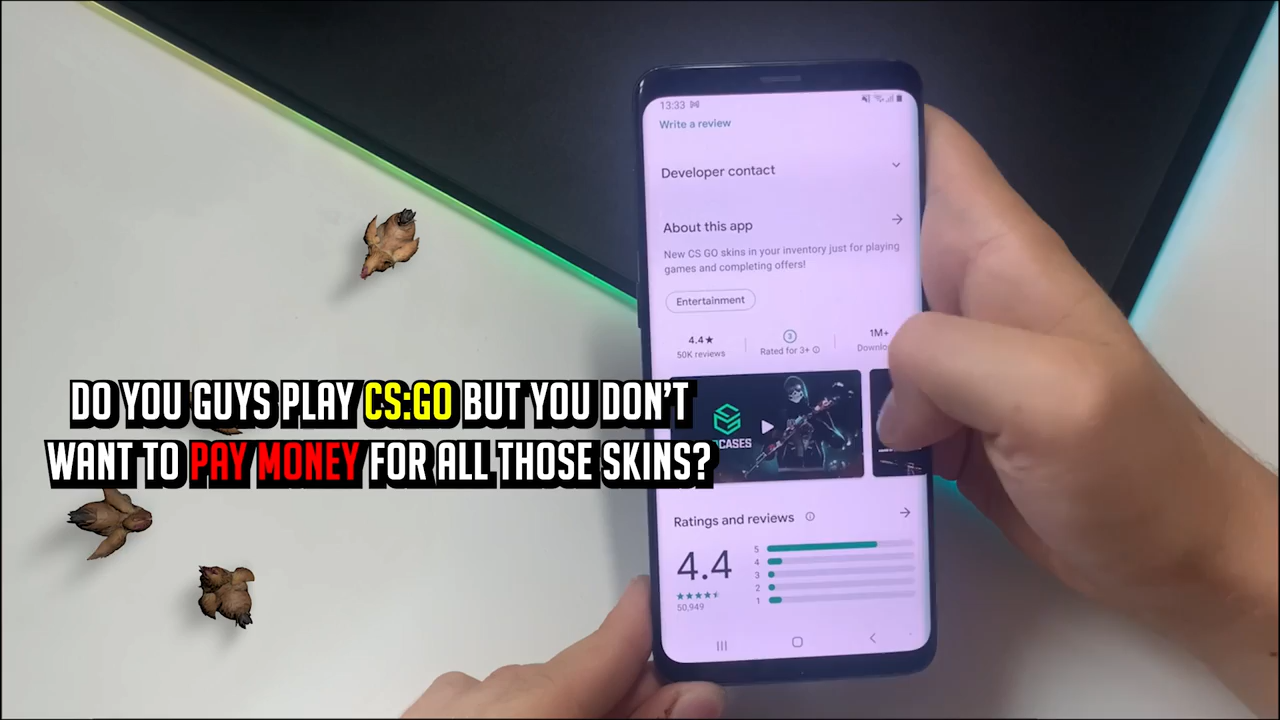 13:33
Write a review
Developer contact
About this app
New CS GO skins in your inventory just for playing
games and completing offers!
Entertainment
4.4★
50K reviews
3
Rated for 3+
1M+
DO YOU GUYS PLAY CS:GO BUT YOU DON'T
WANT TO PAY MONEY FOR ALL THOSE SKINS?
CASES
Ratings and reviews
4.4
50,949
5
4
3
2
1